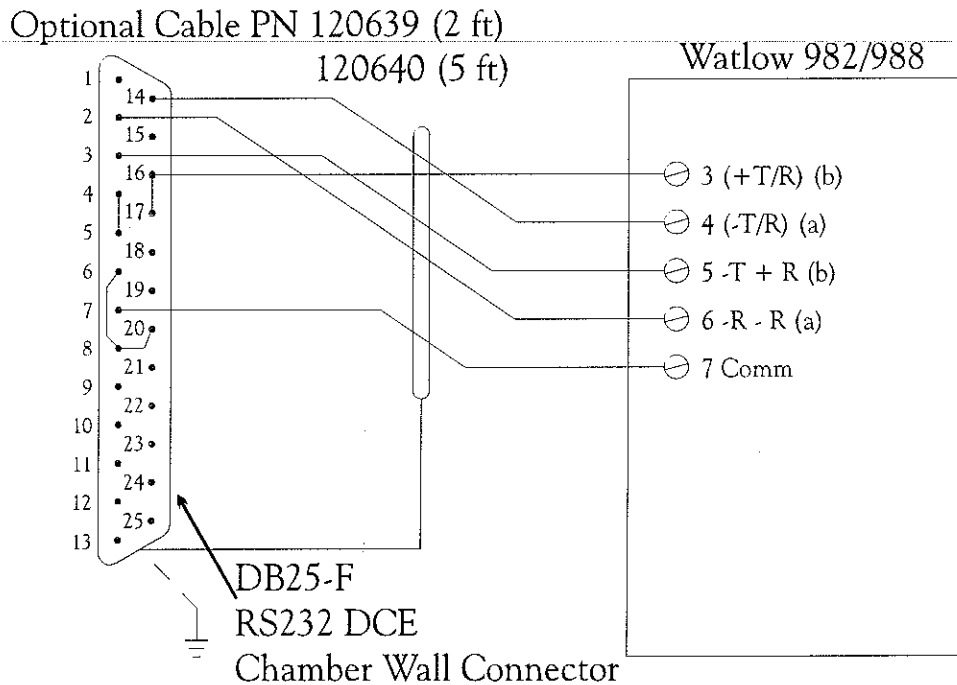 Optional Cable PN 120639 (2 ft)
120640 (5 ft)
Watlow 982/988
1
14
2
15
3
16
4
17
5
18
6
19
7
20
8
21
9
22
10
23
11
24
12
25
13
3 (+T/R) (b)
4 (-T/R) (a)
5 -T + R (b)
6 -R - R (a)
7 Comm
DB25-F
RS232 DCE
Chamber Wall Connector